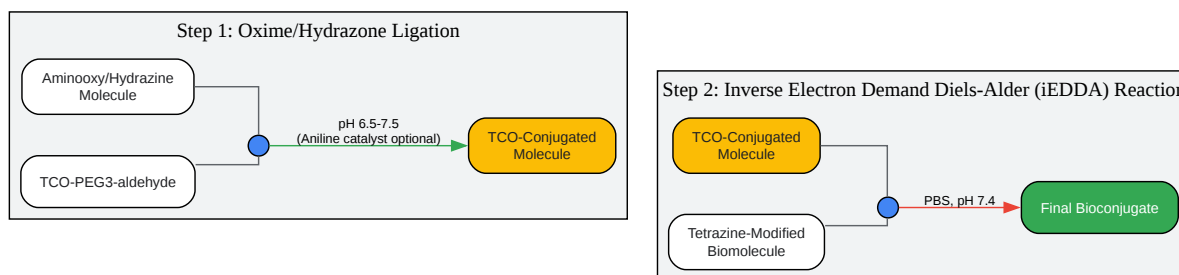 Step 1: Oxime/Hydrazone Ligation
Aminooxy/Hydrazine
Molecule
pH 6.5-7.5
(Aniline catalyst optional)
TCO-Conjugated
Molecule
TCO-PEG3-aldehyde
Step 2: Inverse Electron Demand Diels-Alder (iEDDA) Reaction
TCO-Conjugated
Molecule
PBS, pH 7.4
Final Bioconjugate
Tetrazine-Modified
Biomolecule